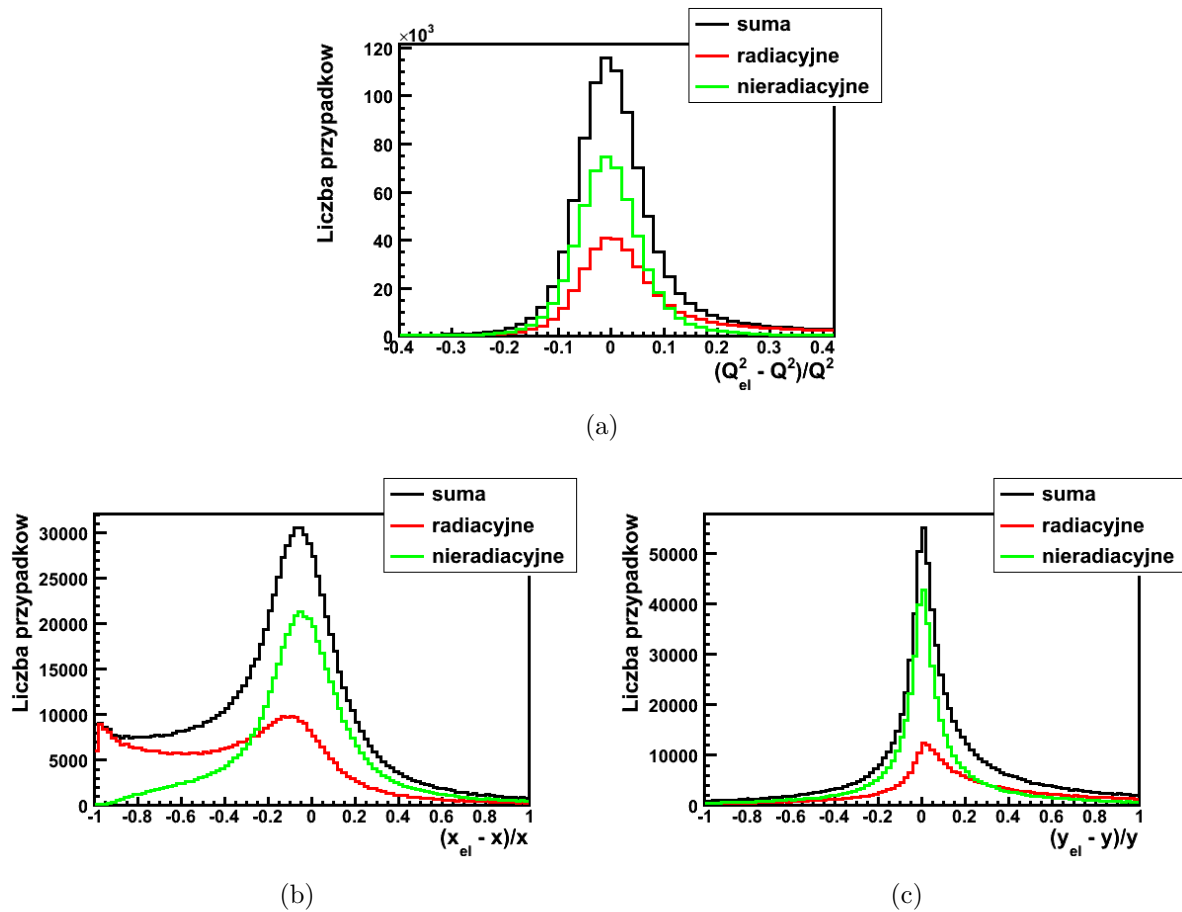 ×10³
Liczba przypadkow
120
100
80
60
40
20
0
-0.4 -0.3 -0.2 -0.1 0 0.1 0.2 0.3 0.4
(Q²el - Q²)/Q²
suma
radiacyjne
nieradiacyjne
(a)
Liczba przypadkow
30000
25000
20000
15000
10000
5000
0
-1 -0.8 -0.6 -0.4 -0.2 0 0.2 0.4 0.6 0.8 1
(x_el - x)/x
suma
radiacyjne
nieradiacyjne
(b)
Liczba przypadkow
50000
40000
30000
20000
10000
0
-1 -0.8 -0.6 -0.4 -0.2 0 0.2 0.4 0.6 0.8 1
(y_el - y)/y
suma
radiacyjne
nieradiacyjne
(c)